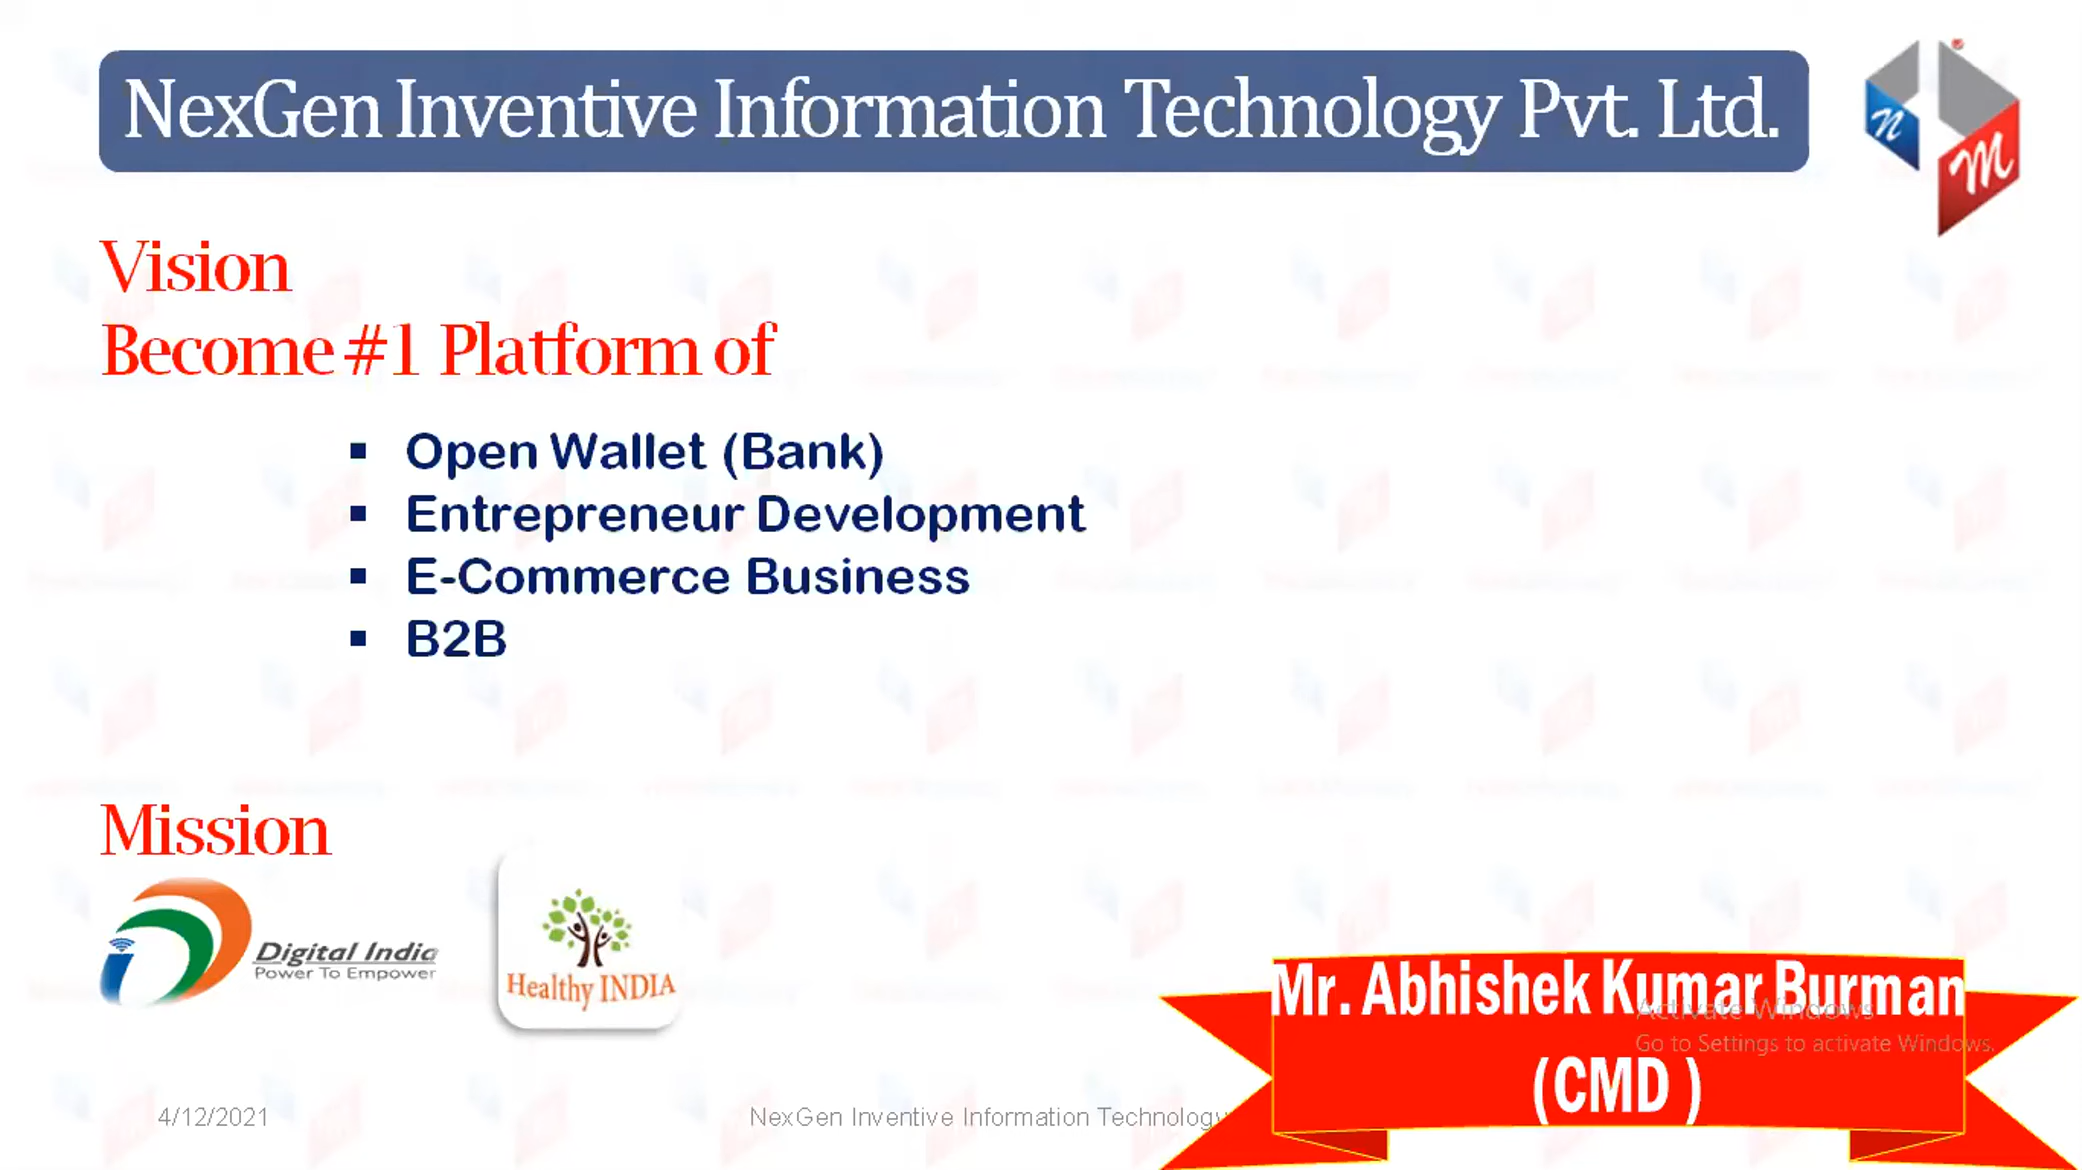 NexGen Inventive Information Technology Pvt. Ltd.
n
M
Vision
Become #1 Platform of
▪ Open Wallet (Bank)
▪ Entrepreneur Development
▪ E-Commerce Business
▪ B2B
Mission
Digital India
Power To Empower
Healthy INDIA
Mr. Abhishek Kumar Burman
(CMD )
Activate Windows
Go to Settings to activate Windows.
4/12/2021
NexGen Inventive Information Technology